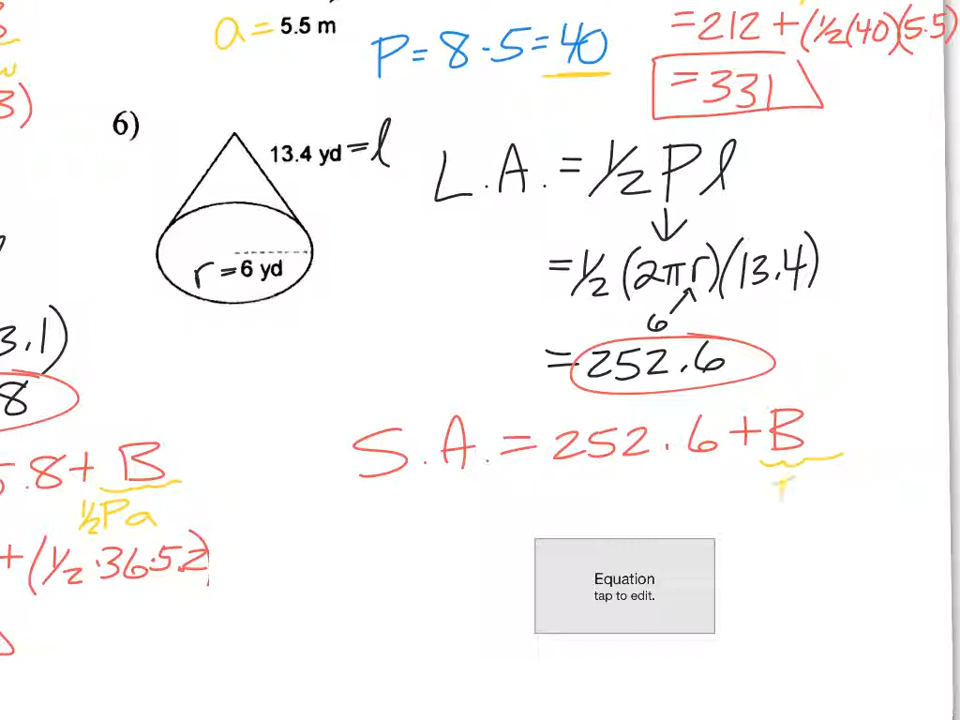 a = 5.5 m
P = 8·5 = 40
= 212 + (1/2(40)(5.5)
= 331
3)
6)
13.4 yd = l
r = 6 yd
L.A. = 1/2 P l
= 1/2 (2πr)(13.4)
6
= 252.6
3.1)
8
S.A. = 252.6 + B
.8 + B
1/2Pa
+ (1/2·36·5.2)
Equation
tap to edit.